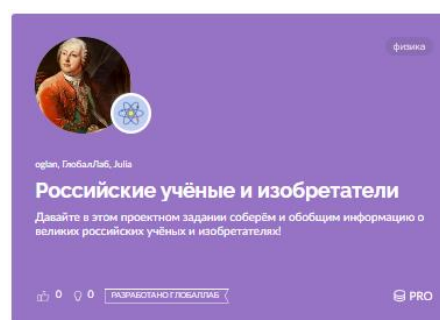 физика
oglan, ГлобалЛаб, Julia
Российские учёные и изобретатели
Давайте в этом проектном задании соберём и обобщим информацию о
великих российских учёных и изобретателях!
0 0 РАЗРАБОТАНО ГЛОБАЛЛАБ
PRO